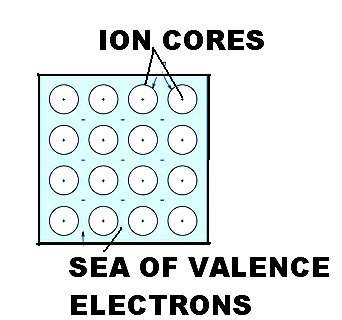 ION CORES
SEA OF VALENCE
ELECTRONS